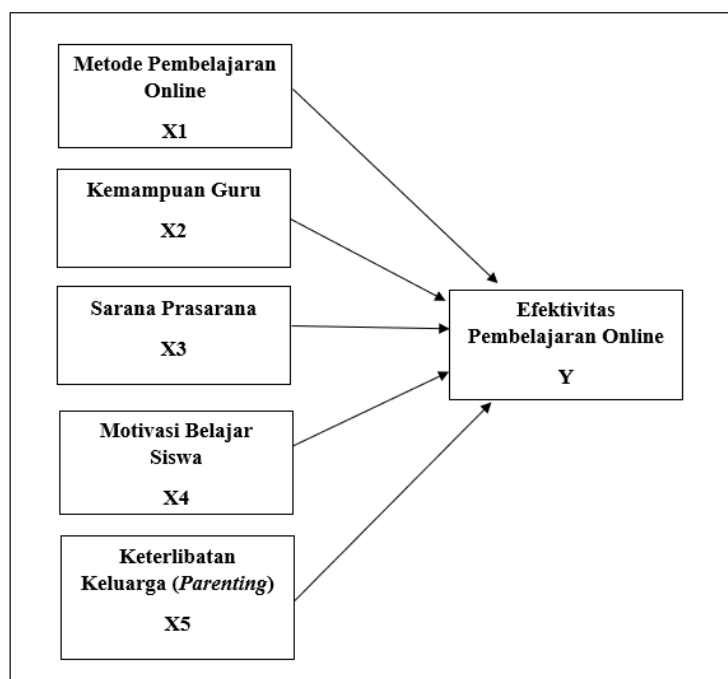 Metode Pembelajaran
Online
X1
Kemampuan Guru
X2
Sarana Prasarana
X3
Motivasi Belajar
Siswa
X4
Keterlibatan
Keluarga (Parenting)
X5
Efektivitas
Pembelajaran Online
Y